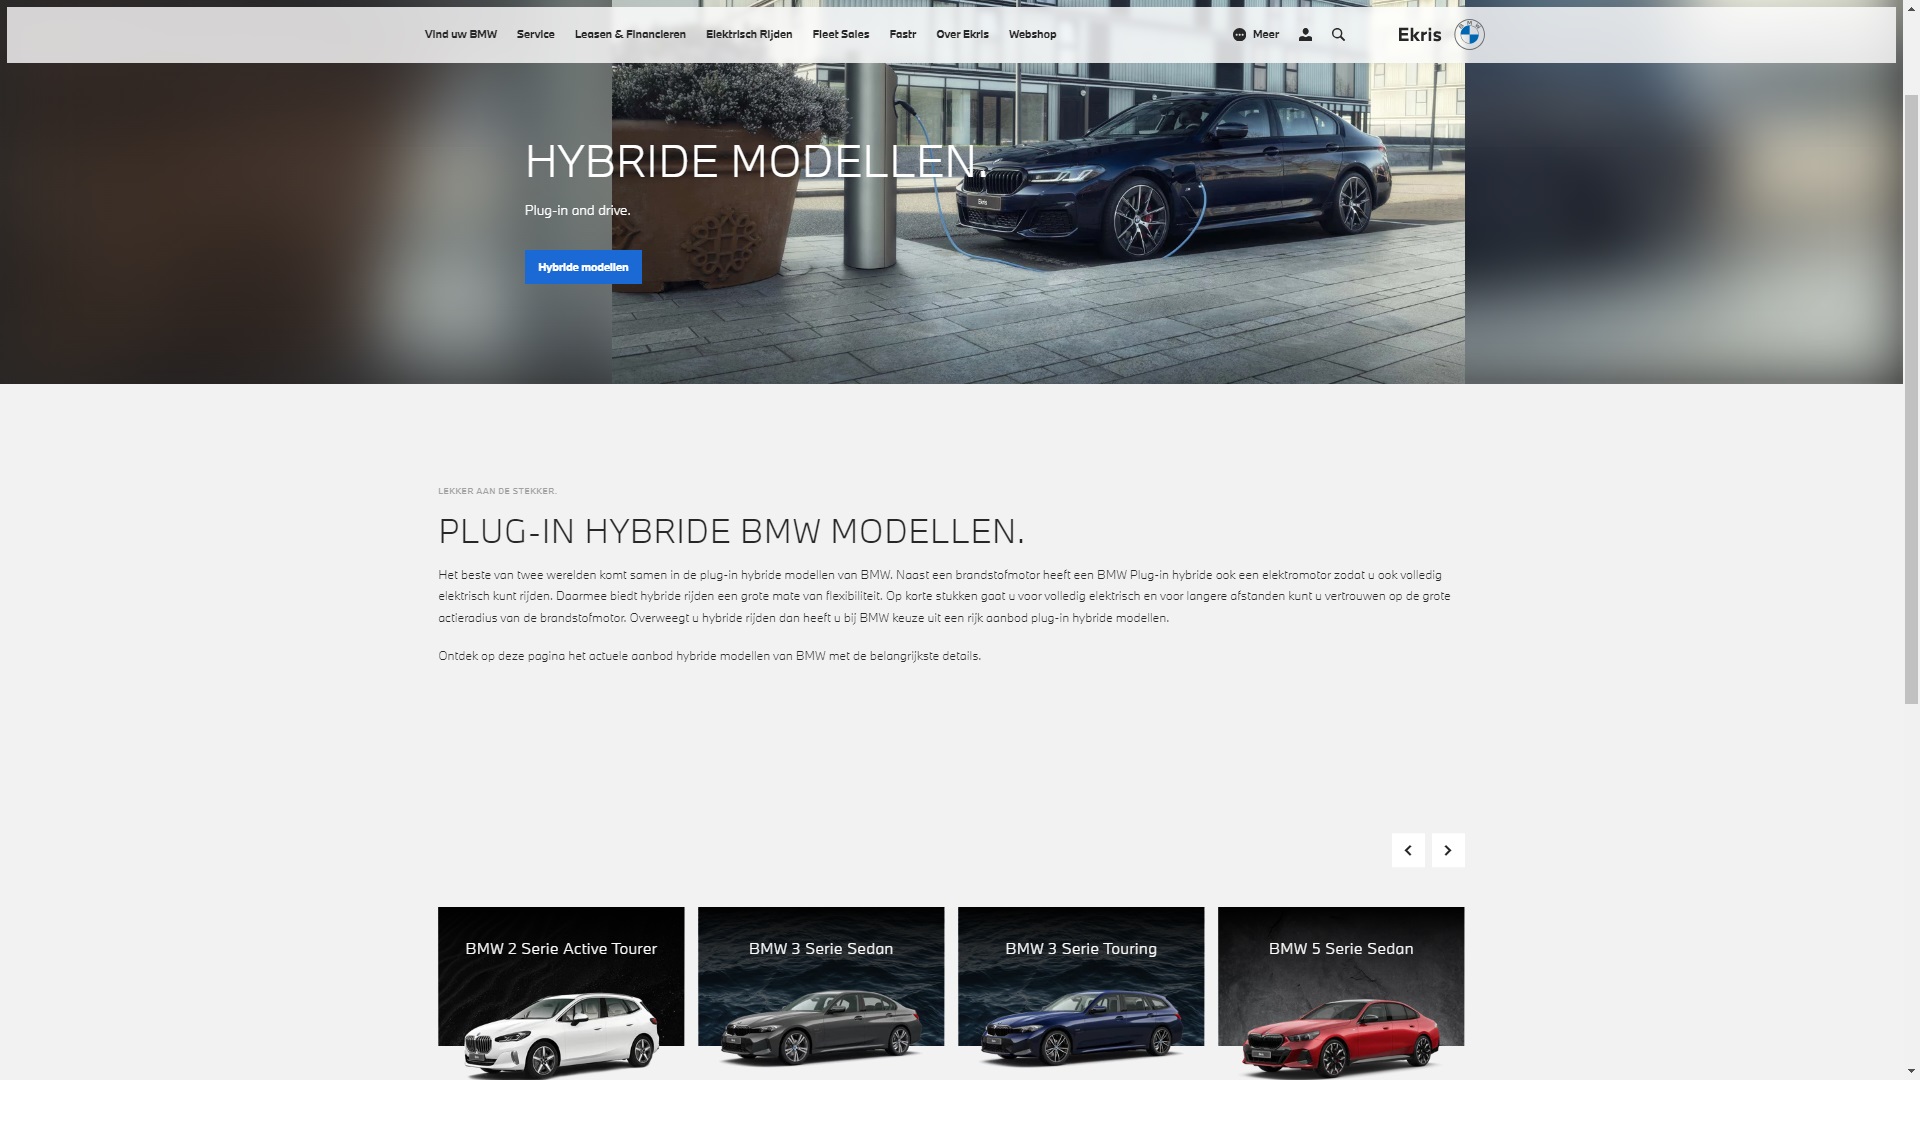 Vind uw BMW Service Leasen & Financieren Elektrisch Rijden Fleet Sales Fastr Over Ekris Webshop Meer Ekris
HYBRIDE MODELLEN.
Plug-in and drive.
Hybride modellen
LEKKER AAN DE STEKKER.
PLUG-IN HYBRIDE BMW MODELLEN.
Het beste van twee werelden komt samen in de plug-in hybride modellen van BMW. Naast een brandstofmotor heeft een BMW Plug-in hybride ook een elektromotor zodat u ook volledig
elektrisch kunt rijden. Daarmee biedt hybride rijden een grote mate van flexibiliteit. Op korte stukken gaat u voor volledig elektrisch en voor langere afstanden kunt u vertrouwen op de grote
actieradius van de brandstofmotor. Overweegt u hybride rijden dan heeft u bij BMW keuze uit een rijk aanbod plug-in hybride modellen.
Ontdek op deze pagina het actuele aanbod hybride modellen van BMW met de belangrijkste details.
BMW 2 Serie Active Tourer
BMW 3 Serie Sedan
BMW 3 Serie Touring
BMW 5 Serie Sedan